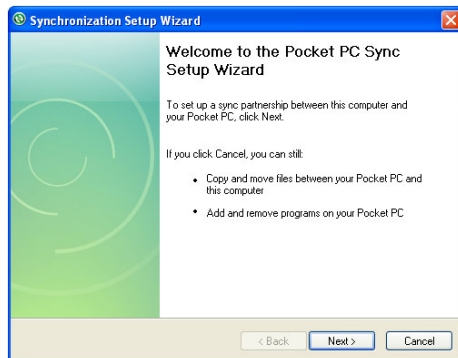 Synchronization Setup Wizard
Welcome to the Pocket PC Sync
Setup Wizard
To set up a sync partnership between this computer and
your Pocket PC, click Next.
If you click Cancel, you can still:
• Copy and move files between your Pocket PC and
this computer
• Add and remove programs on your Pocket PC
< Back Next > Cancel